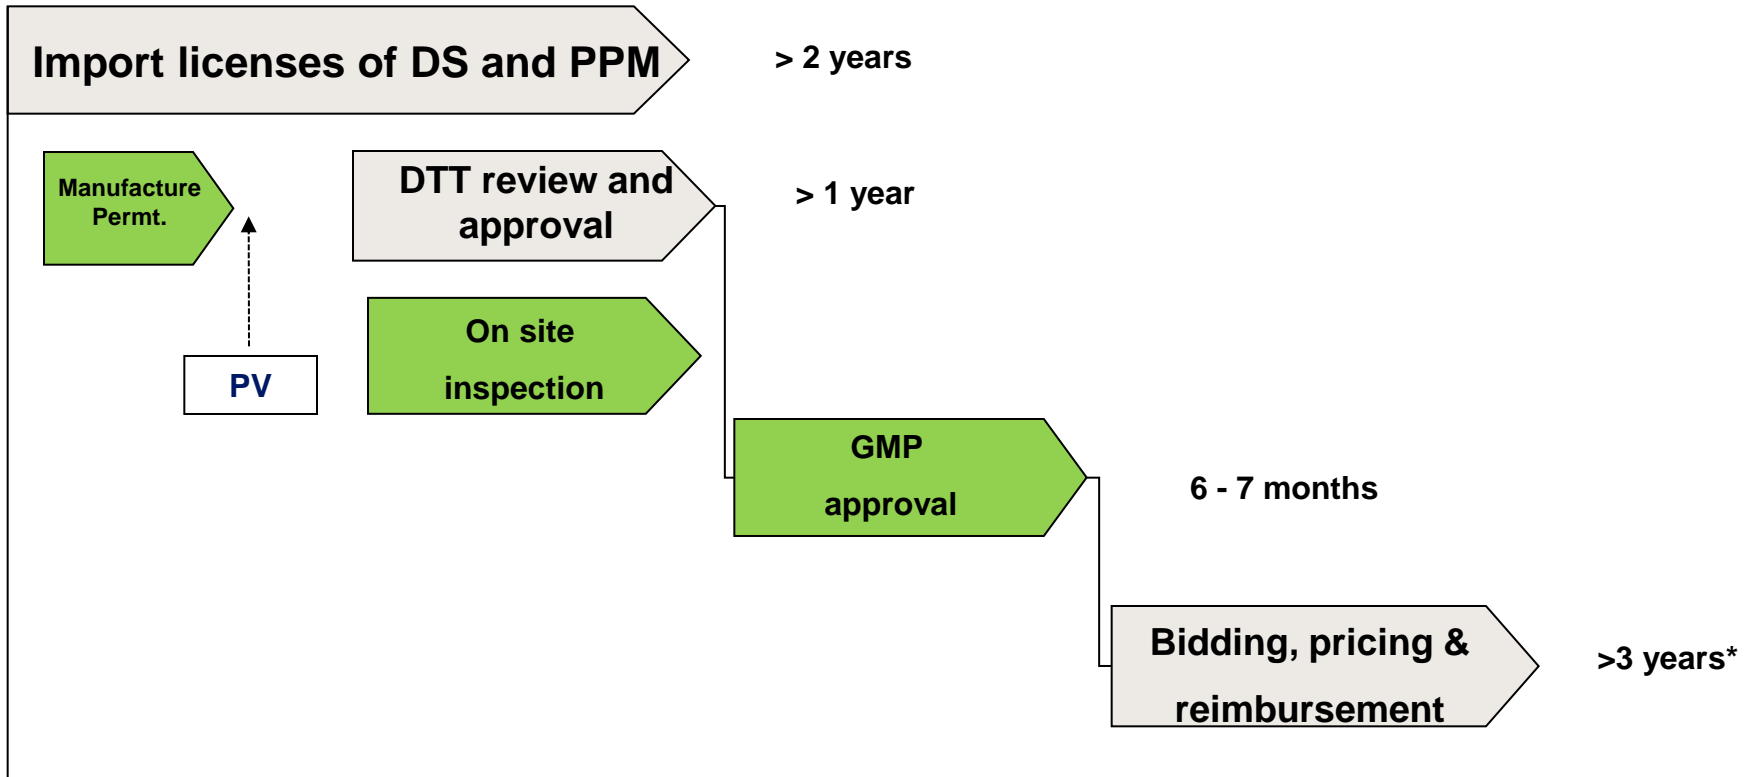 Import licenses of DS and PPM
> 2 years
Manufacture
Permt.
DTT review and
approval
> 1 year
On site
inspection
PV
GMP
approval
6 - 7 months
Bidding, pricing &
reimbursement
>3 years*